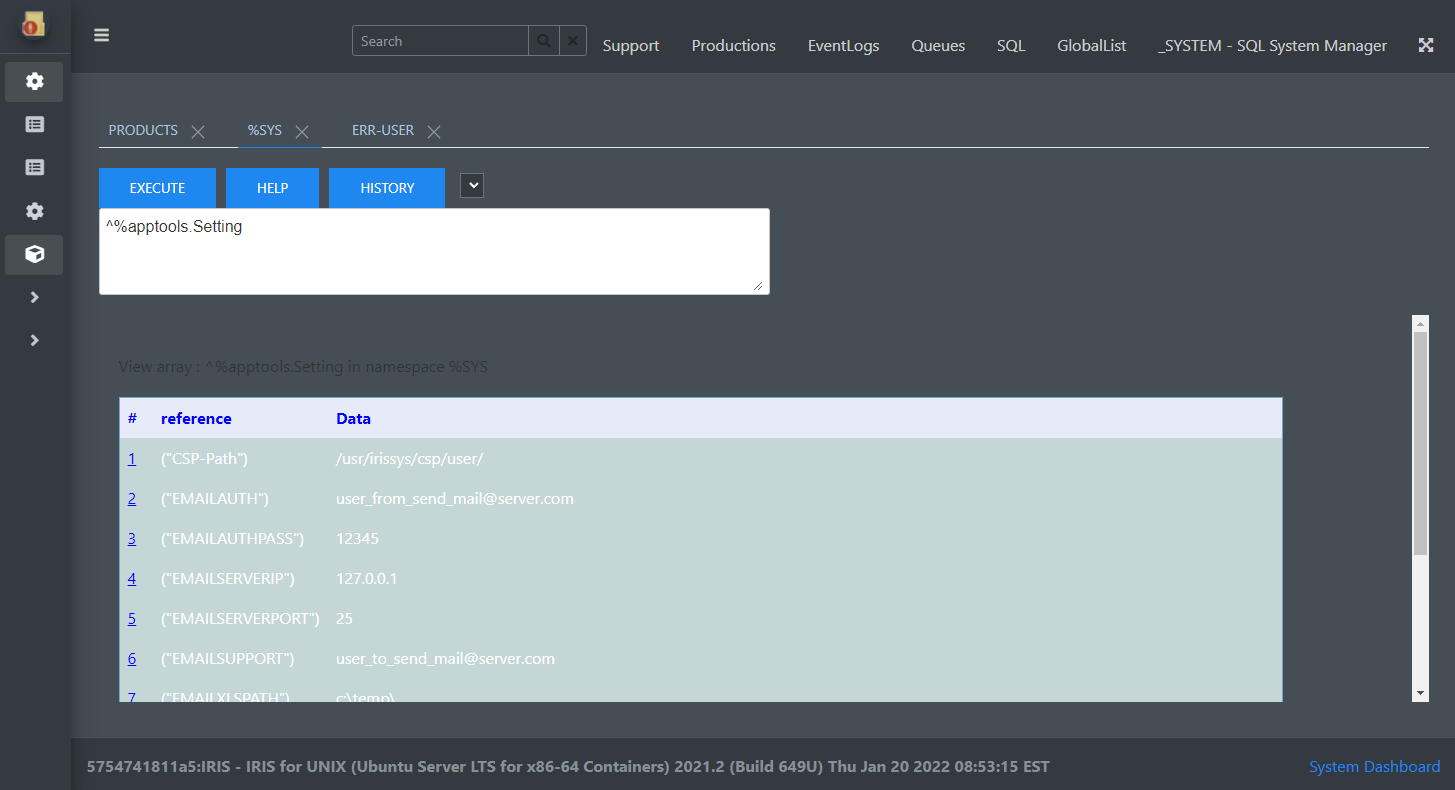 Search
Support Productions EventLogs Queues SQL GlobalList _SYSTEM - SQL System Manager
PRODUCTS %SYS ERR-USER
EXECUTE HELP HISTORY
^%apptools.Setting
View array : ^%apptools.Setting in namespace %SYS
# reference Data
1 ("CSP-Path") /usr/irissys/csp/user/
2 ("EMAILAUTH") user_from_send_mail@server.com
3 ("EMAILAUTHPASS") 12345
4 ("EMAILSERVERIP") 127.0.0.1
5 ("EMAILSERVERPORT") 25
6 ("EMAILSUPPORT") user_to_send_mail@server.com
7 ("EMAILXLSPATH") c:\temp\
5754741811a5:IRIS - IRIS for UNIX (Ubuntu Server LTS for x86-64 Containers) 2021.2 (Build 649U) Thu Jan 20 2022 08:53:15 EST System Dashboard